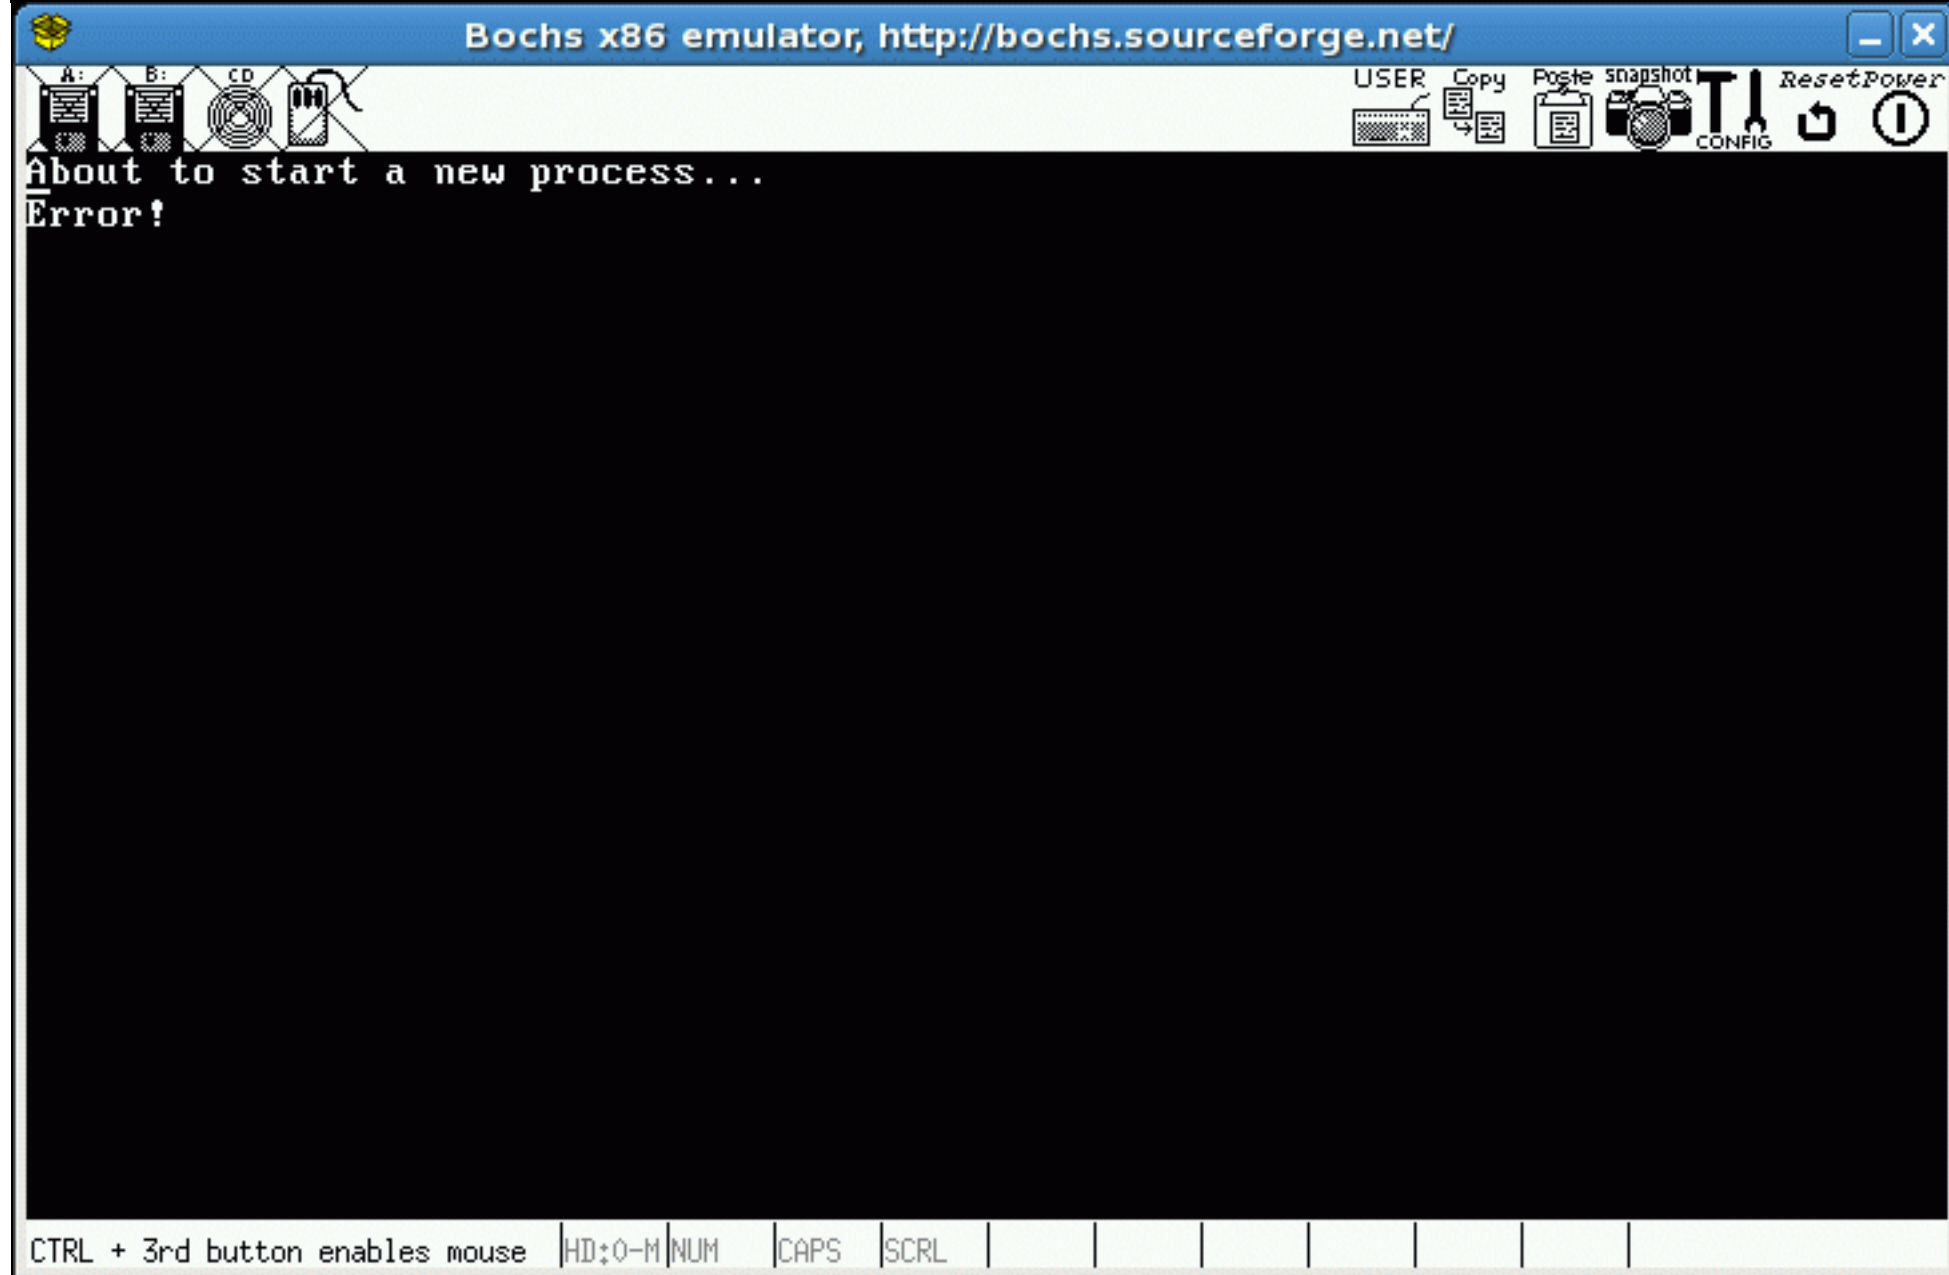 Bochs x86 emulator, http://bochs.sourceforge.net/
A: B: CD USER Copy Poste snapshot CONFIG Reset Power
About to start a new process...
Error!
CTRL + 3rd button enables mouse HD:0-M NUM CAPS SCRL